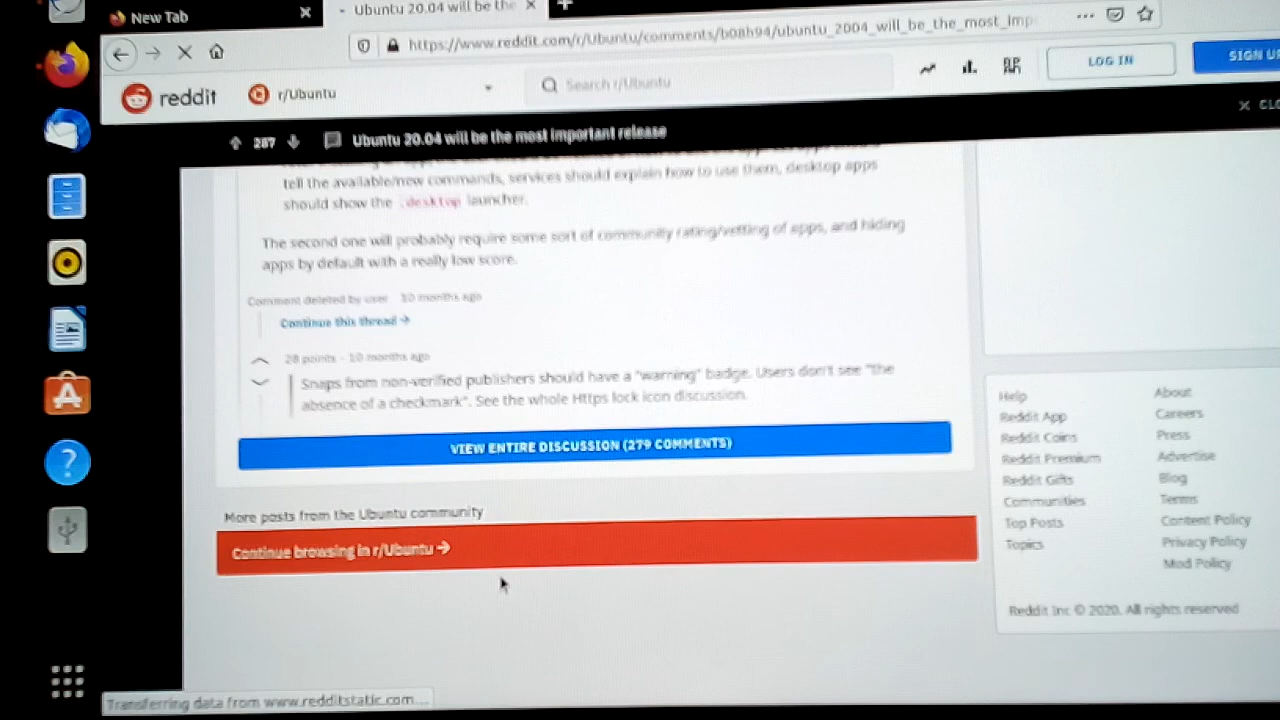 New Tab
Ubuntu 20.04 will be the
https://www.reddit.com/r/Ubuntu/comments/b08h94/ubuntu_2004_will_be_the_most_imp
reddit
r/Ubuntu
Search r/Ubuntu
LOG IN
SIGN U
287
Ubuntu 20.04 will be the most important release
CLO
tell the available/new commands, services should explain how to use them, desktop apps
should show the .desktop launcher.
The second one will probably require some sort of community rating/vetting of apps, and hiding
apps by default with a really low score.
Comment deleted by user · 10 months ago
Continue this thread →
28 points · 10 months ago
Snaps from non-verified publishers should have a "warning" badge. Users don't see "the
absence of a checkmark". See the whole Https lock icon discussion.
VIEW ENTIRE DISCUSSION (279 COMMENTS)
More posts from the Ubuntu community
Continue browsing in r/Ubuntu →
Help
Reddit App
Reddit Coins
Reddit Premium
Reddit Gifts
Communities
Top Posts
Topics
About
Careers
Press
Advertise
Blog
Terms
Content Policy
Privacy Policy
Mod Policy
Reddit Inc © 2020. All rights reserved
Transferring data from www.redditstatic.com...